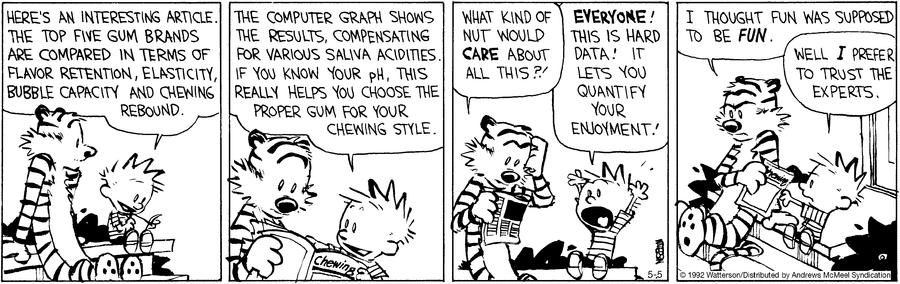 HERE'S AN INTERESTING ARTICLE.
THE TOP FIVE GUM BRANDS
ARE COMPARED IN TERMS OF
FLAVOR RETENTION, ELASTICITY,
BUBBLE CAPACITY AND CHEWING
REBOUND.
THE COMPUTER GRAPH SHOWS
THE RESULTS, COMPENSATING
FOR VARIOUS SALIVA ACIDITIES.
IF YOU KNOW YOUR pH, THIS
REALLY HELPS YOU CHOOSE THE
PROPER GUM FOR YOUR
CHEWING STYLE.
Chewing
WHAT KIND OF
NUT WOULD
CARE ABOUT
ALL THIS?!
EVERYONE!
THIS IS HARD
DATA! IT
LETS YOU
QUANTIFY
YOUR
ENJOYMENT!
5-5
I THOUGHT FUN WAS SUPPOSED
TO BE FUN.
WELL I PREFER
TO TRUST THE
EXPERTS.
© 1992 Watterson/Distributed by Andrews McMeel Syndication